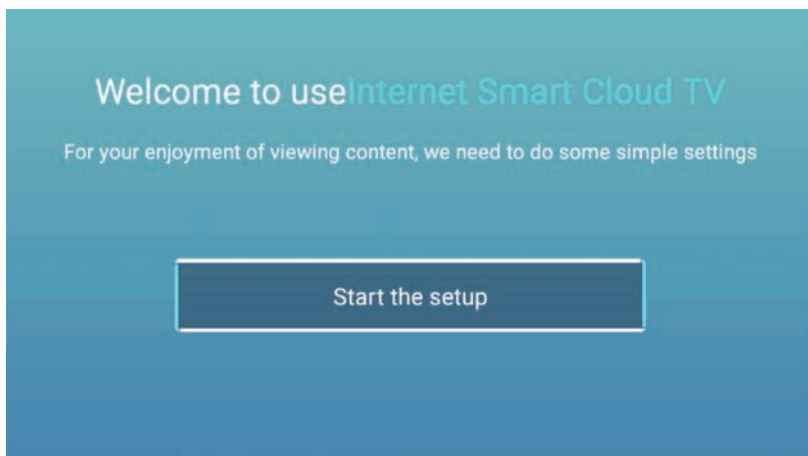 Welcome to useInternet Smart Cloud TV
For your enjoyment of viewing content, we need to do some simple settings
Start the setup